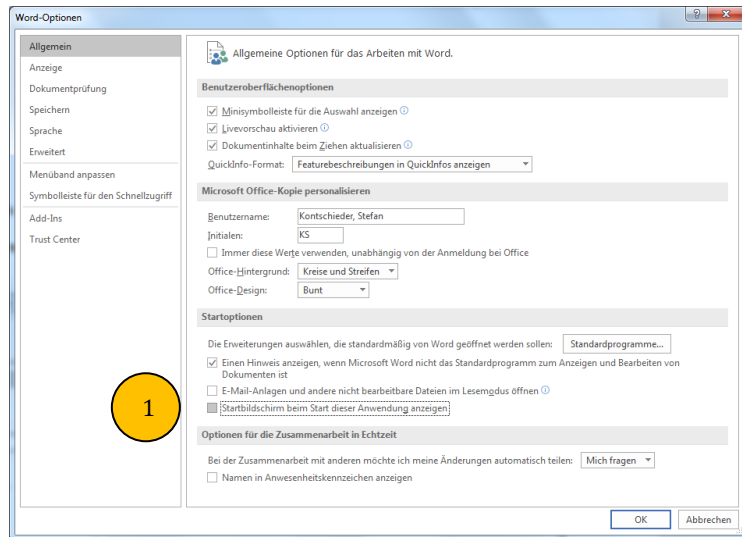 Word-Optionen
Allgemein
Anzeige
Dokumentprüfung
Speichern
Sprache
Erweitert
Menüband anpassen
Symbolleiste für den Schnellzugriff
Add-Ins
Trust Center
Allgemeine Optionen für das Arbeiten mit Word.
Benutzeroberflächenoptionen
Minisymbolleiste für die Auswahl anzeigen
Livevorschau aktivieren
Dokumentinhalte beim Ziehen aktualisieren
QuickInfo-Format: Featurebeschreibungen in QuickInfos anzeigen
Microsoft Office-Kopie personalisieren
Benutzername: Kontschieder, Stefan
Initialen: KS
Immer diese Werte verwenden, unabhängig von der Anmeldung bei Office
Office-Hintergrund: Kreise und Streifen
Office-Design: Bunt
Startoptionen
Die Erweiterungen auswählen, die standardmäßig von Word geöffnet werden sollen: Standardprogramme...
Einen Hinweis anzeigen, wenn Microsoft Word nicht das Standardprogramm zum Anzeigen und Bearbeiten von
Dokumenten ist
E-Mail-Anlagen und andere nicht bearbeitbare Dateien im Lesemodus öffnen
1
Startbildschirm beim Start dieser Anwendung anzeigen
Optionen für die Zusammenarbeit in Echtzeit
Bei der Zusammenarbeit mit anderen möchte ich meine Änderungen automatisch teilen: Mich fragen
Namen in Anwesenheitskennzeichen anzeigen
OK
Abbrechen